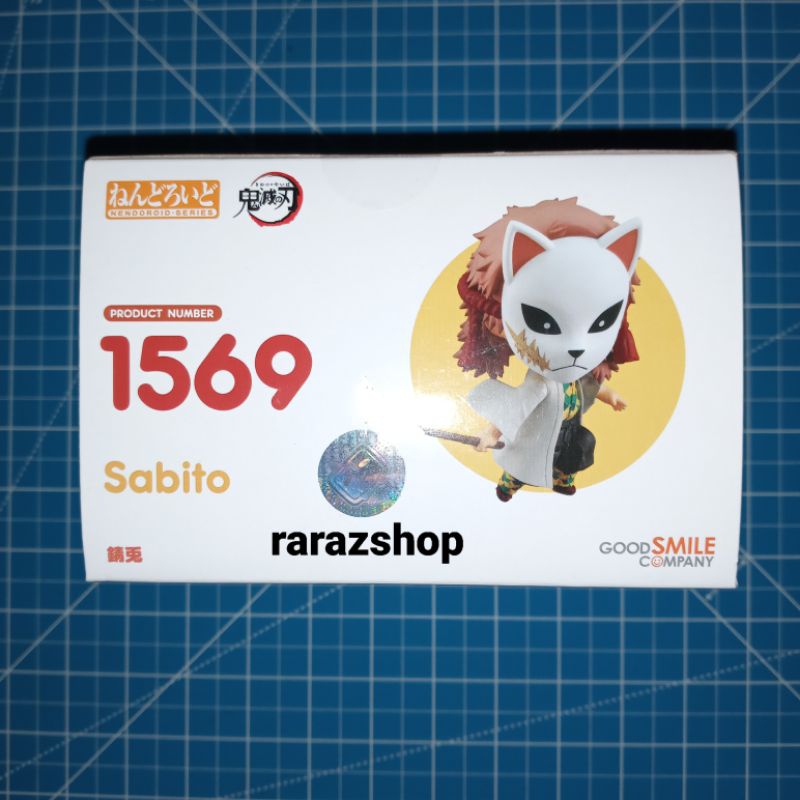 ねんどろいど
NENDOROID·SERIES
鬼滅の刃
PRODUCT NUMBER
1569
Sabito
rarazshop
錆兎
GOOD SMILE
COMPANY